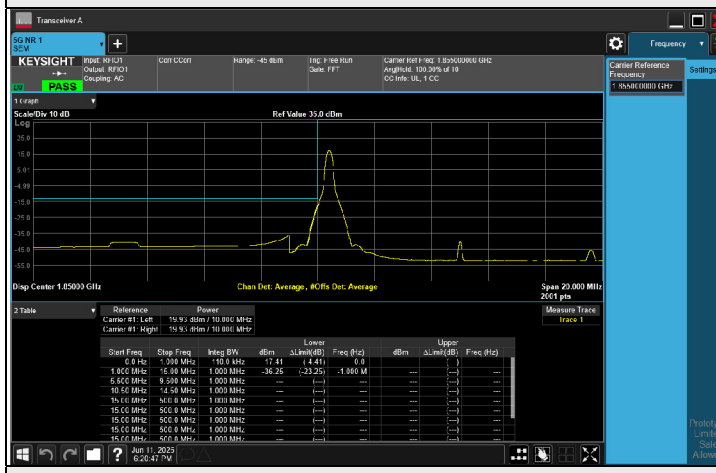 Transceiver A
5G NR 1
SEM
Frequency
KEYSIGHT
Input: RFIO1
Output: RFIO1
Coupling: AC
Corr CCorr
Range: -45 dBm
Trig: Free Run
Gate: FFT
Carrier Ref Freq: 1.855000000 GHz
Avg|Hold: 100.00% of 10
CC Info: UL, 1 CC
PASS
Carrier Reference
Frequency
1.855000000 GHz
Settings
1 Graph
Scale/Div 10 dB
Ref Value 35.0 dBm
Log
25.0
15.0
5.01
-4.99
-15.0
-25.0
-35.0
-45.0
-55.0
Disp Center 1.85000 GHz
Chan Det: Average, #Offs Det: Average
Span 20.000 MHz
2001 pts
2 Table
Reference Power
Carrier #1: Left 19.93 dBm / 10.000 MHz
Carrier #1: Right 19.93 dBm / 10.000 MHz
Measure Trace
Trace 1
Lower Upper
Start Freq Stop Freq Integ BW dBm ΔLimit(dB) Freq (Hz) dBm ΔLimit(dB) Freq (Hz)
0.0 Hz 1.000 MHz 110.0 kHz 17.41 (-4.41) 0.0 (---)
1.000 MHz 15.00 MHz 1.000 MHz -36.25 (-23.25) -1.000 M --- (---) ---
5.500 MHz 9.500 MHz 1.000 MHz --- (---) --- --- (---) ---
10.50 MHz 14.50 MHz 1.000 MHz --- (---) --- --- (---) ---
15.00 MHz 500.0 MHz 1.000 MHz --- (---) --- --- (---) ---
15.00 MHz 500.0 MHz 1.000 MHz --- (---) --- --- (---) ---
15.00 MHz 500.0 MHz 1.000 MHz --- (---) --- --- (---) ---
15.00 MHz 500.0 MHz 1.000 MHz --- (---) --- --- (---) ---
15.00 MHz 500.0 MHz 1.000 MHz --- (---) --- --- (---) ---
Jun 11, 2025
6:20:47 PM